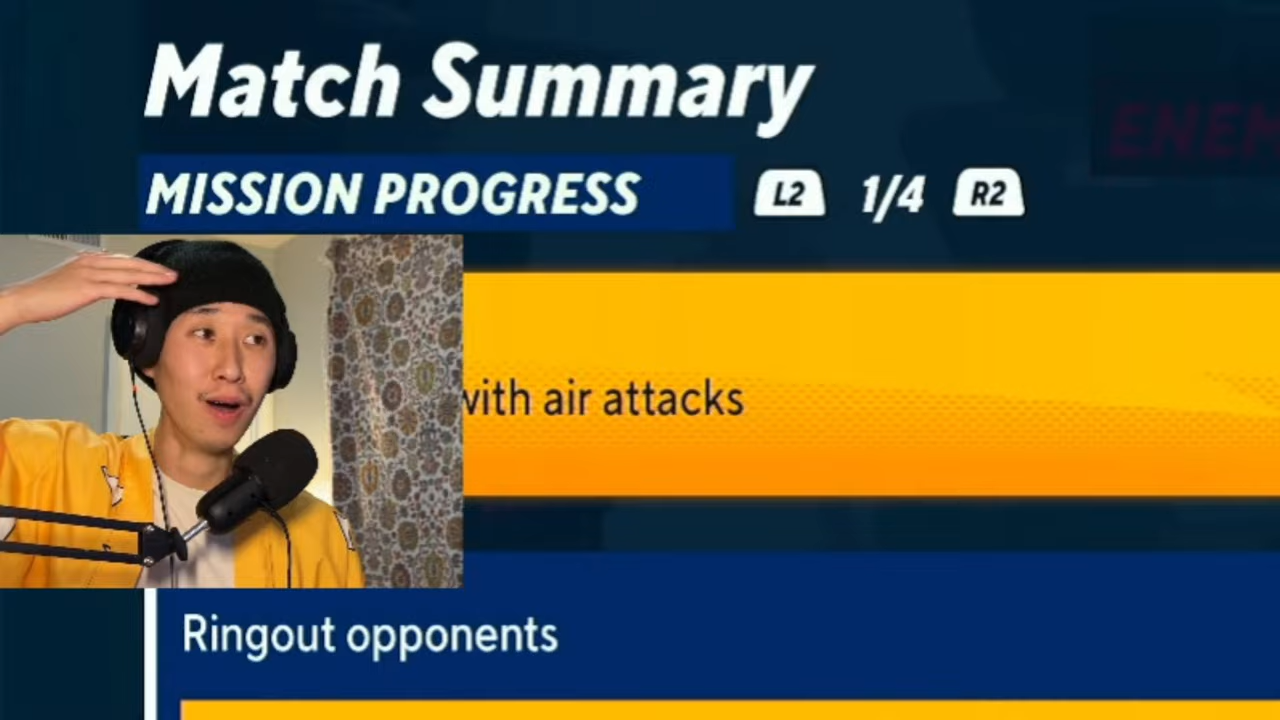 Match Summary
MISSION PROGRESS L2 1/4 R2
with air attacks
Ringout opponents